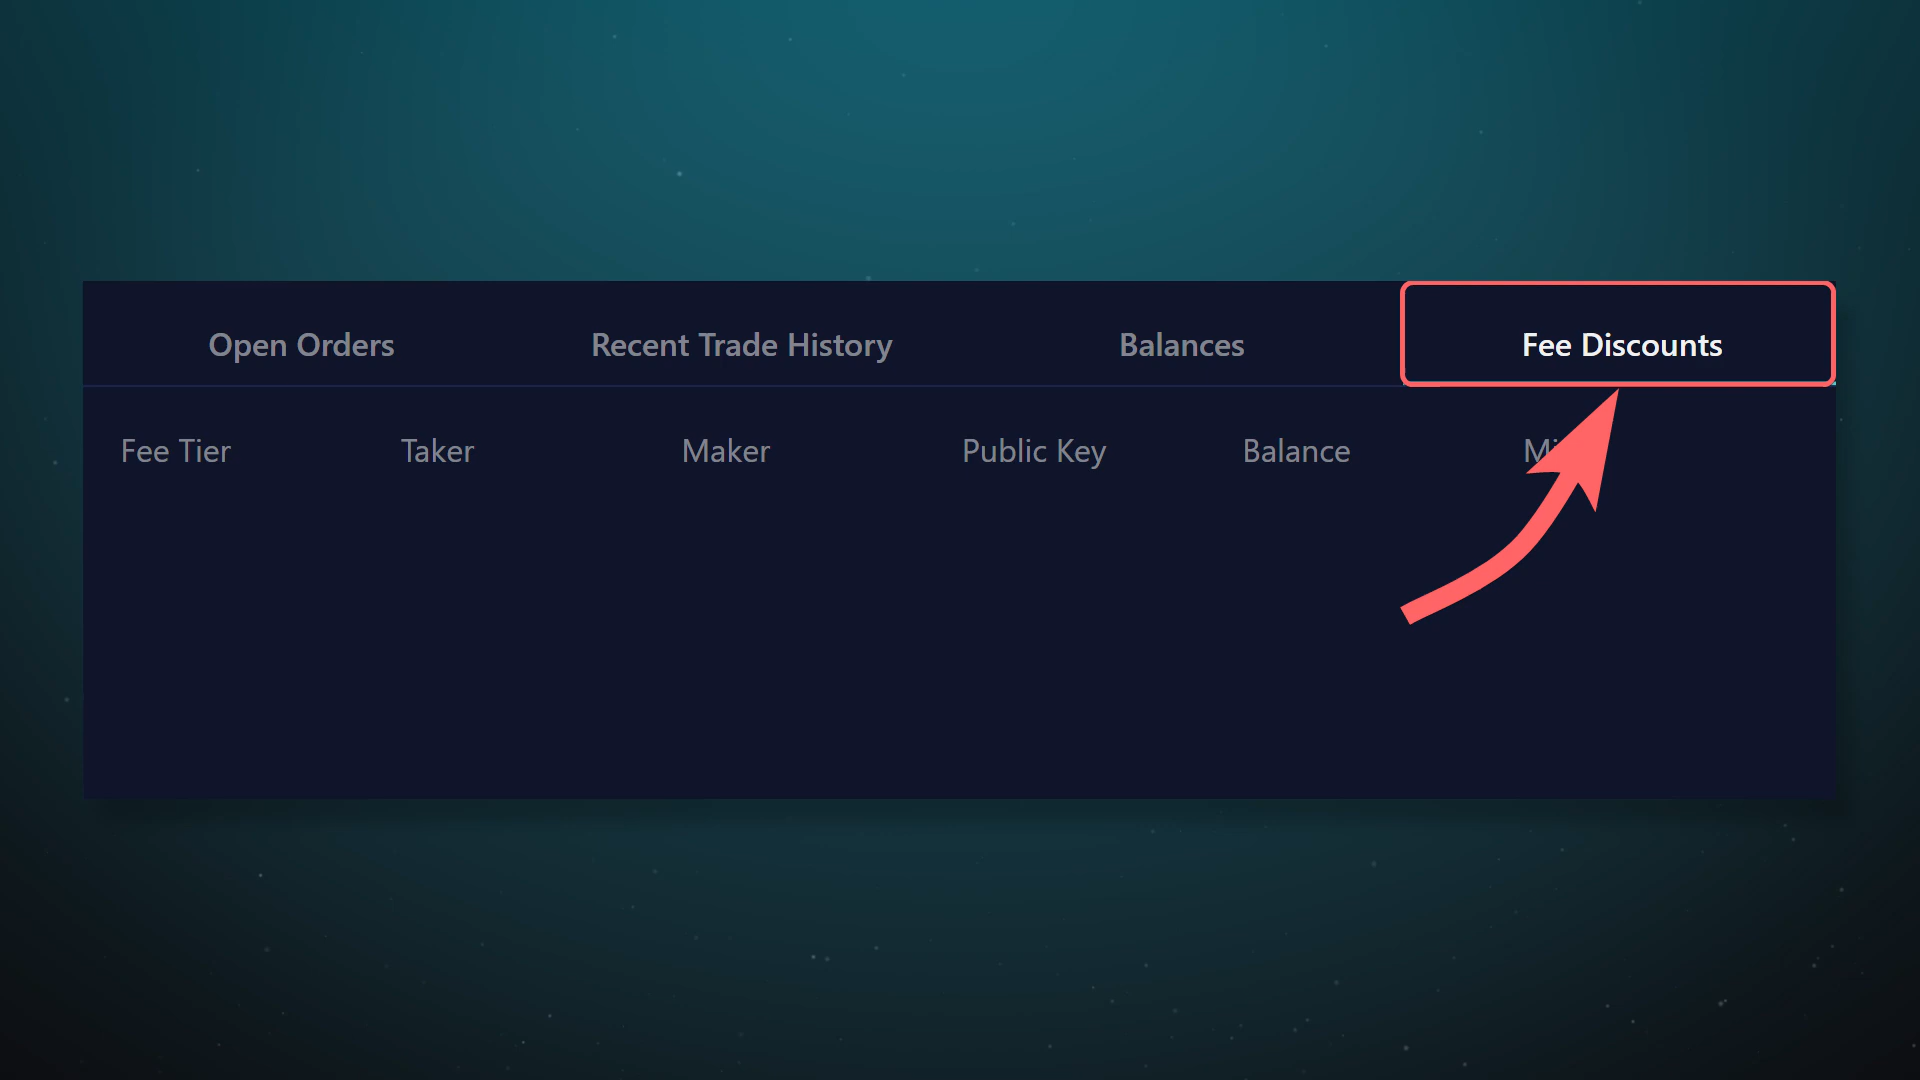 Open Orders Recent Trade History Balances Fee Discounts
Fee Tier Taker Maker Public Key Balance